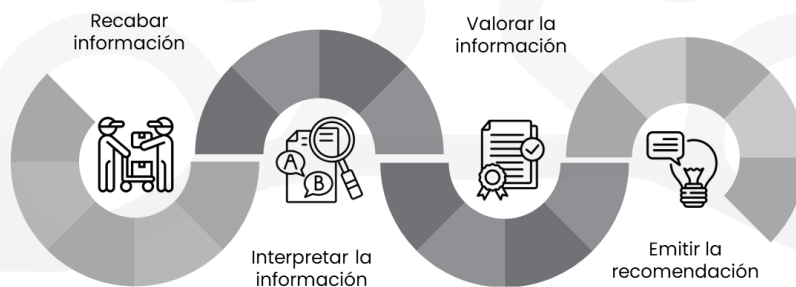 Recabar
información
Interpretar la
información
A
B
Valorar la
información
Emitir la
recomendación